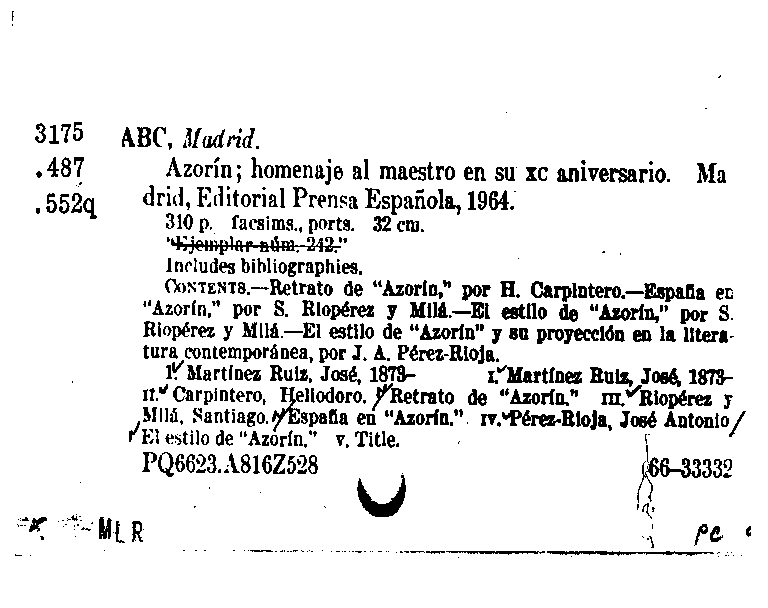 3175 ABC, Madrid.
.487 Azorín; homenaje al maestro en su XC aniversario. Ma
.552q drid, Editorial Prensa Española, 1964.
310 p. facsims., ports. 32 cm.
"Ejemplar núm. 242."
Includes bibliographies.
CONTENTS.—Retrato de "Azorín," por H. Carpintero.—España en
"Azorín," por S. Riopérez y Milá.—El estilo de "Azorín," por S.
Riopérez y Milá.—El estilo de "Azorín" y su proyección en la litera-
tura contemporánea, por J. A. Pérez-Rioja.
1. Martínez Ruiz, José, 1873– I. Martínez Ruiz, José, 1873–
II. Carpintero, Heliodoro. / Retrato de "Azorín." III. Riopérez y
Milá, Santiago. / España en "Azorín." IV. Pérez-Rioja, José Antonio /
El estilo de "Azorín." V. Title.
PQ6623.A816Z528 66–33332
MLR PC